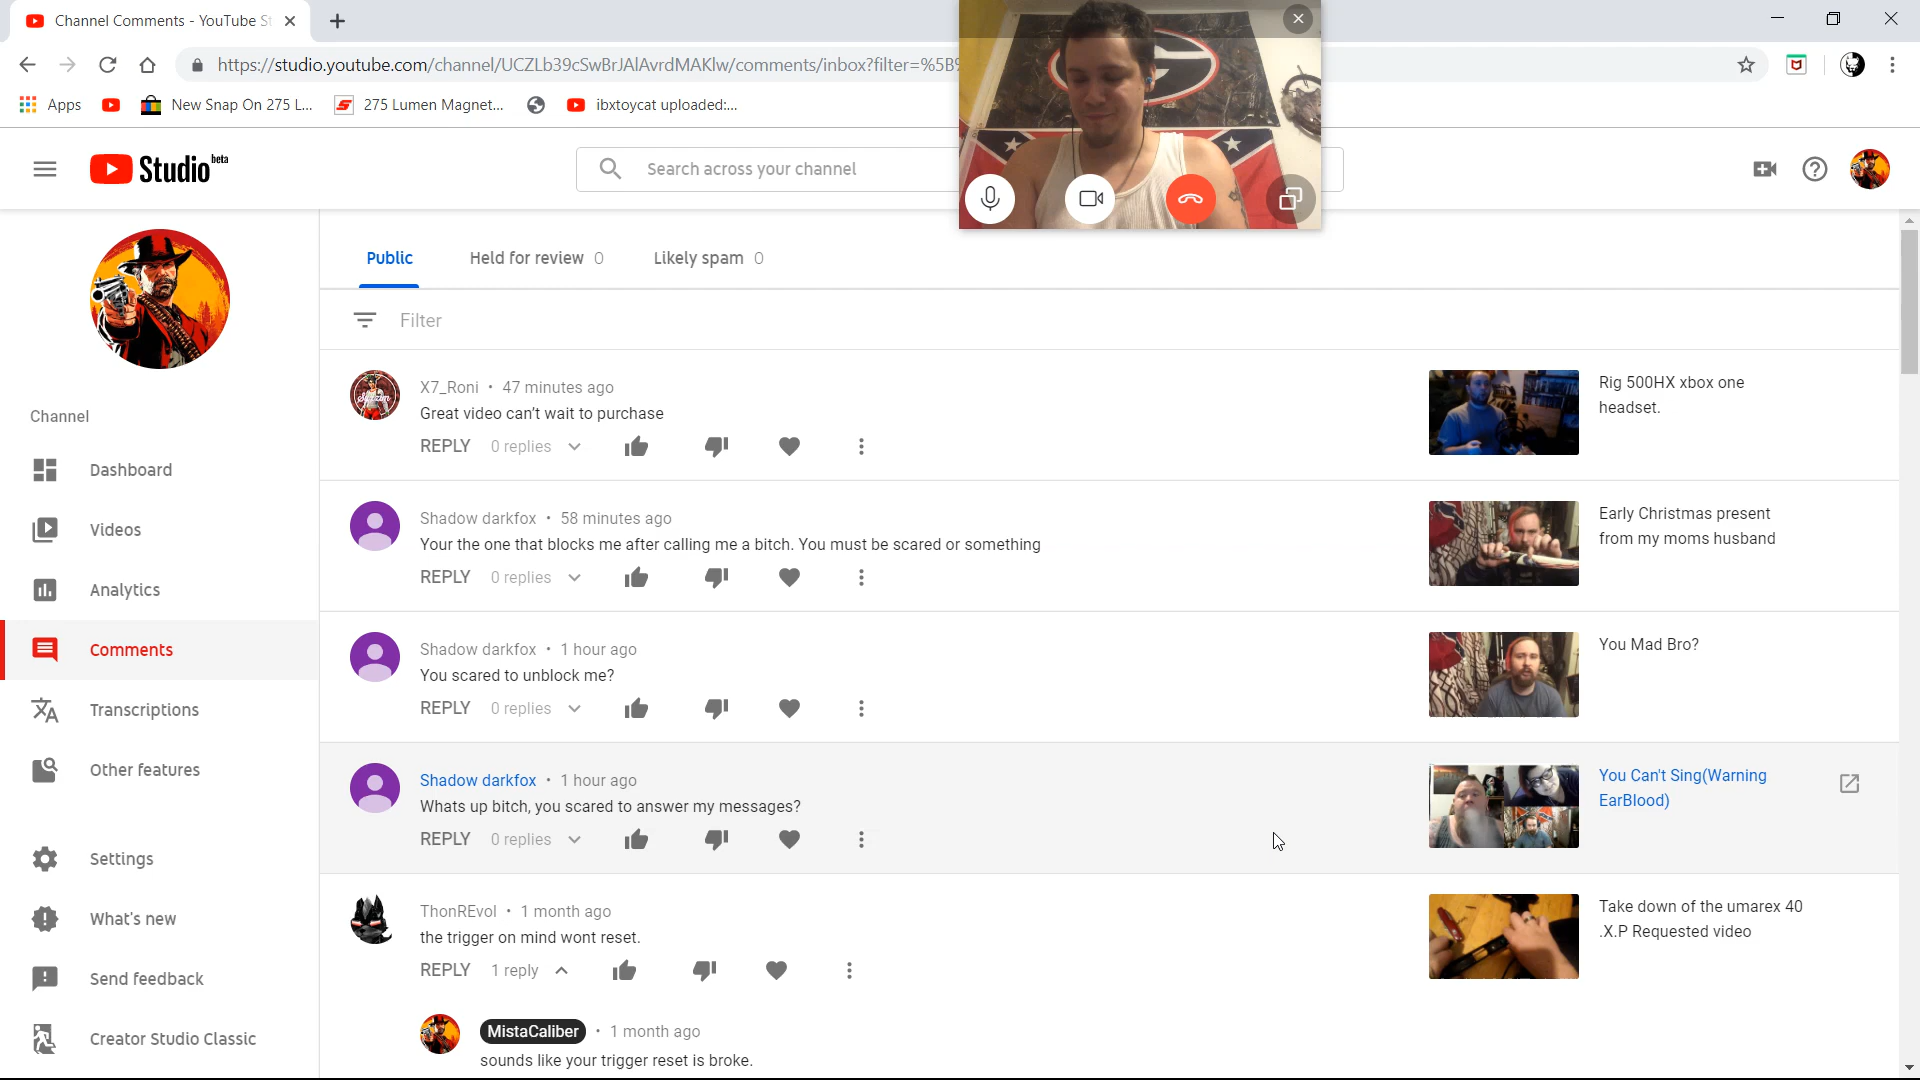 Channel Comments - YouTube St
https://studio.youtube.com/channel/UCZLb39cSwBrJAlAvrdMAKlw/comments/inbox?filter=%5B%
Apps
New Snap On 275 L...
275 Lumen Magnet...
ibxtoycat uploaded:...
Studio beta
Search across your channel
Public
Held for review 0
Likely spam 0
Filter
Channel
Dashboard
Videos
Analytics
Comments
Transcriptions
Other features
Settings
What's new
Send feedback
Creator Studio Classic
X7_Roni • 47 minutes ago
Great video can't wait to purchase
REPLY 0 replies
Rig 500HX xbox one
headset.
Shadow darkfox • 58 minutes ago
Your the one that blocks me after calling me a bitch. You must be scared or something
REPLY 0 replies
Early Christmas present
from my moms husband
Shadow darkfox • 1 hour ago
You scared to unblock me?
REPLY 0 replies
You Mad Bro?
Shadow darkfox • 1 hour ago
Whats up bitch, you scared to answer my messages?
REPLY 0 replies
You Can't Sing(Warning
EarBlood)
ThonREvol • 1 month ago
the trigger on mind wont reset.
REPLY 1 reply
Take down of the umarex 40
.X.P Requested video
MistaCaliber • 1 month ago
sounds like your trigger reset is broke.